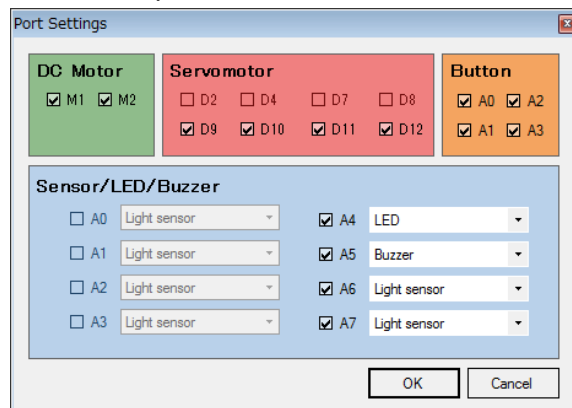 Port Settings
DC Motor Servomotor Button
M1 M2 D2 D4 D7 D8 A0 A2
D9 D10 D11 D12 A1 A3
Sensor/LED/Buzzer
A0 Light sensor A4 LED
A1 Light sensor A5 Buzzer
A2 Light sensor A6 Light sensor
A3 Light sensor A7 Light sensor
OK Cancel